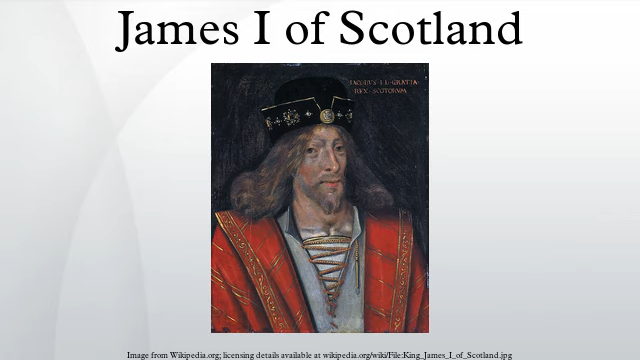 James I of Scotland
IACOBVS · I · D · GRATIA
REX · SCOTORVM
Image from Wikipedia.org; licensing details available at wikipedia.org/wiki/File:King_James_I_of_Scotland.jpg